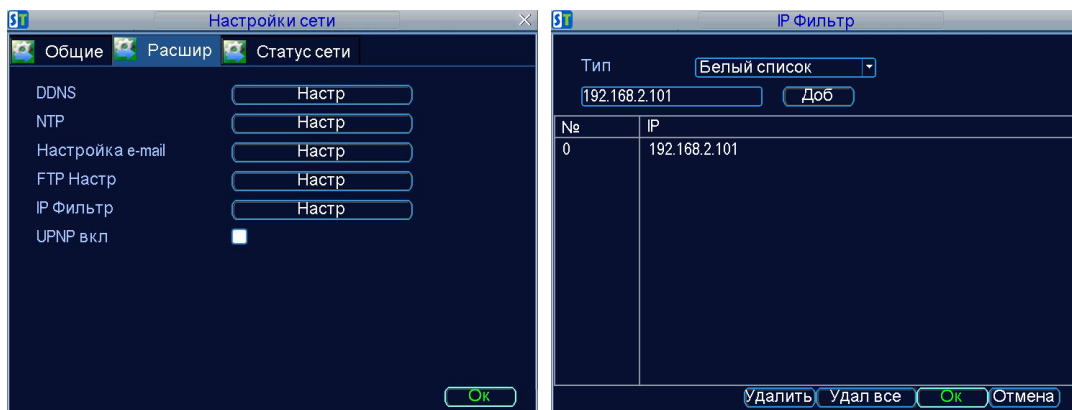 ST Настройки сети
Общие Расшир Статус сети
DDNS Настр
NTP Настр
Настройка e-mail Настр
FTP Настр Настр
IP Фильтр Настр
UPNP вкл
Ок
ST IP Фильтр
Тип Белый список
192.168.2.101 Доб
№ IP
0 192.168.2.101
Удалить Удал все Ок Отмена